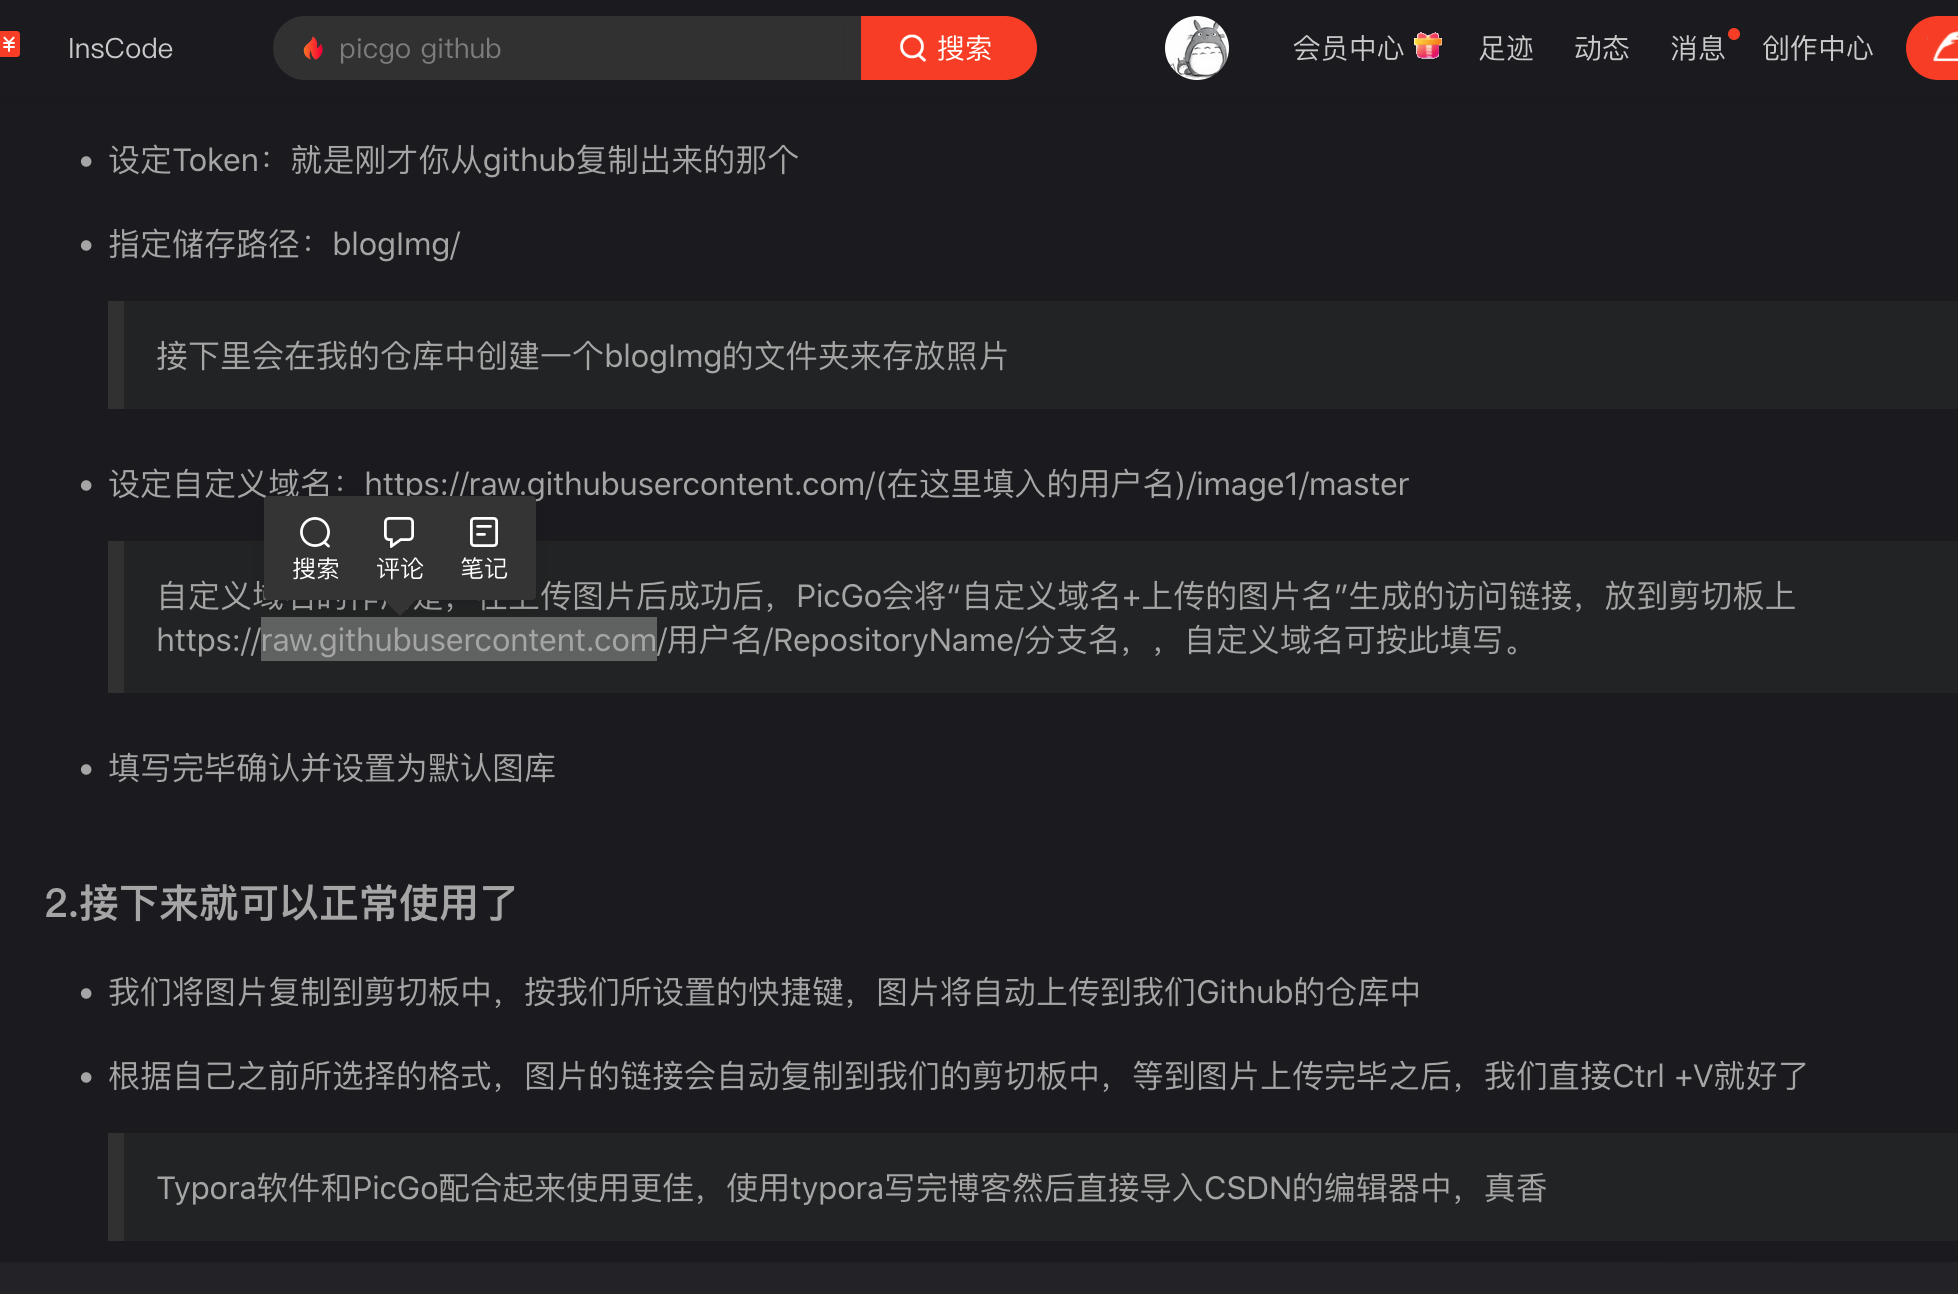 ¥
InsCode
picgo github
搜索
会员中心
足迹
动态
消息
创作中心
设定Token：就是刚才你从github复制出来的那个
指定储存路径：blogImg/
接下里会在我的仓库中创建一个blogImg的文件夹来存放照片
设定自定义域名：https://raw.githubusercontent.com/(在这里填入的用户名)/image1/master
搜索 评论 笔记
自定义域名的作用是，在上传图片后成功后，PicGo会将“自定义域名+上传的图片名”生成的访问链接，放到剪切板上
https://raw.githubusercontent.com/用户名/RepositoryName/分支名，，自定义域名可按此填写。
填写完毕确认并设置为默认图库
2.接下来就可以正常使用了
我们将图片复制到剪切板中，按我们所设置的快捷键，图片将自动上传到我们Github的仓库中
根据自己之前所选择的格式，图片的链接会自动复制到我们的剪切板中，等到图片上传完毕之后，我们直接Ctrl +V就好了
Typora软件和PicGo配合起来使用更佳，使用typora写完博客然后直接导入CSDN的编辑器中，真香